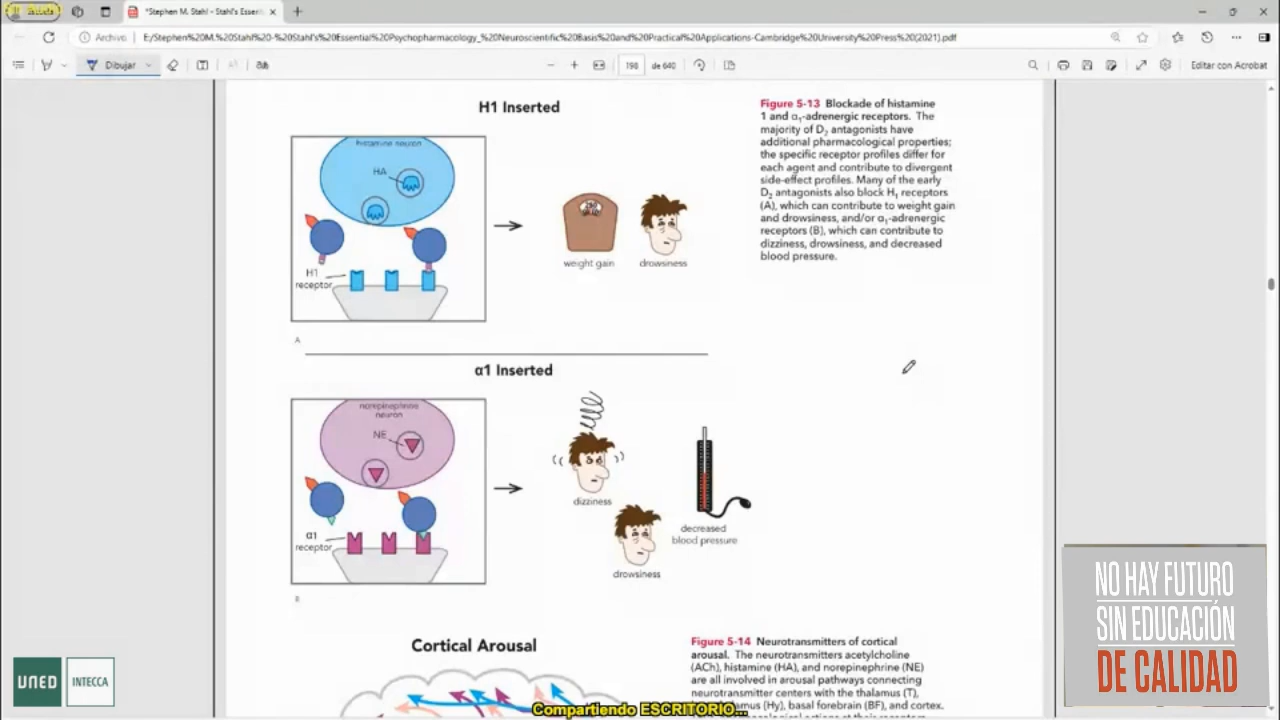 *Stephen M. Stahl - Stahl's Essen
Archivo
E:/Stephen%20M.%20Stahl%20-%20Stahl's%20Essential%20Psychopharmacology_%20Neuroscientific%20Basis%20and%20Practical%20Applications-Cambridge%20University%20Press%20(2021).pdf
Dibujar
198 de 640
Editar con Acrobat
H1 Inserted
histamine neuron
HA
H1
receptor
weight gain
drowsiness
A
Figure 5-13 Blockade of histamine
1 and α1-adrenergic receptors. The
majority of D2 antagonists have
additional pharmacological properties;
the specific receptor profiles differ for
each agent and contribute to divergent
side-effect profiles. Many of the early
D2 antagonists also block H1 receptors
(A), which can contribute to weight gain
and drowsiness, and/or α1-adrenergic
receptors (B), which can contribute to
dizziness, drowsiness, and decreased
blood pressure.
α1 Inserted
norepinephrine
neuron
NE
α1
receptor
dizziness
drowsiness
decreased
blood pressure
B
Cortical Arousal
Figure 5-14 Neurotransmitters of cortical
arousal. The neurotransmitters acetylcholine
(ACh), histamine (HA), and norepinephrine (NE)
are all involved in arousal pathways connecting
neurotransmitter centers with the thalamus (T),
(Hy), basal forebrain (BF), and cortex.
Compartiendo ESCRITORIO...
UNED
INTECCA
NO HAY FUTURO
SIN EDUCACIÓN
DE CALIDAD